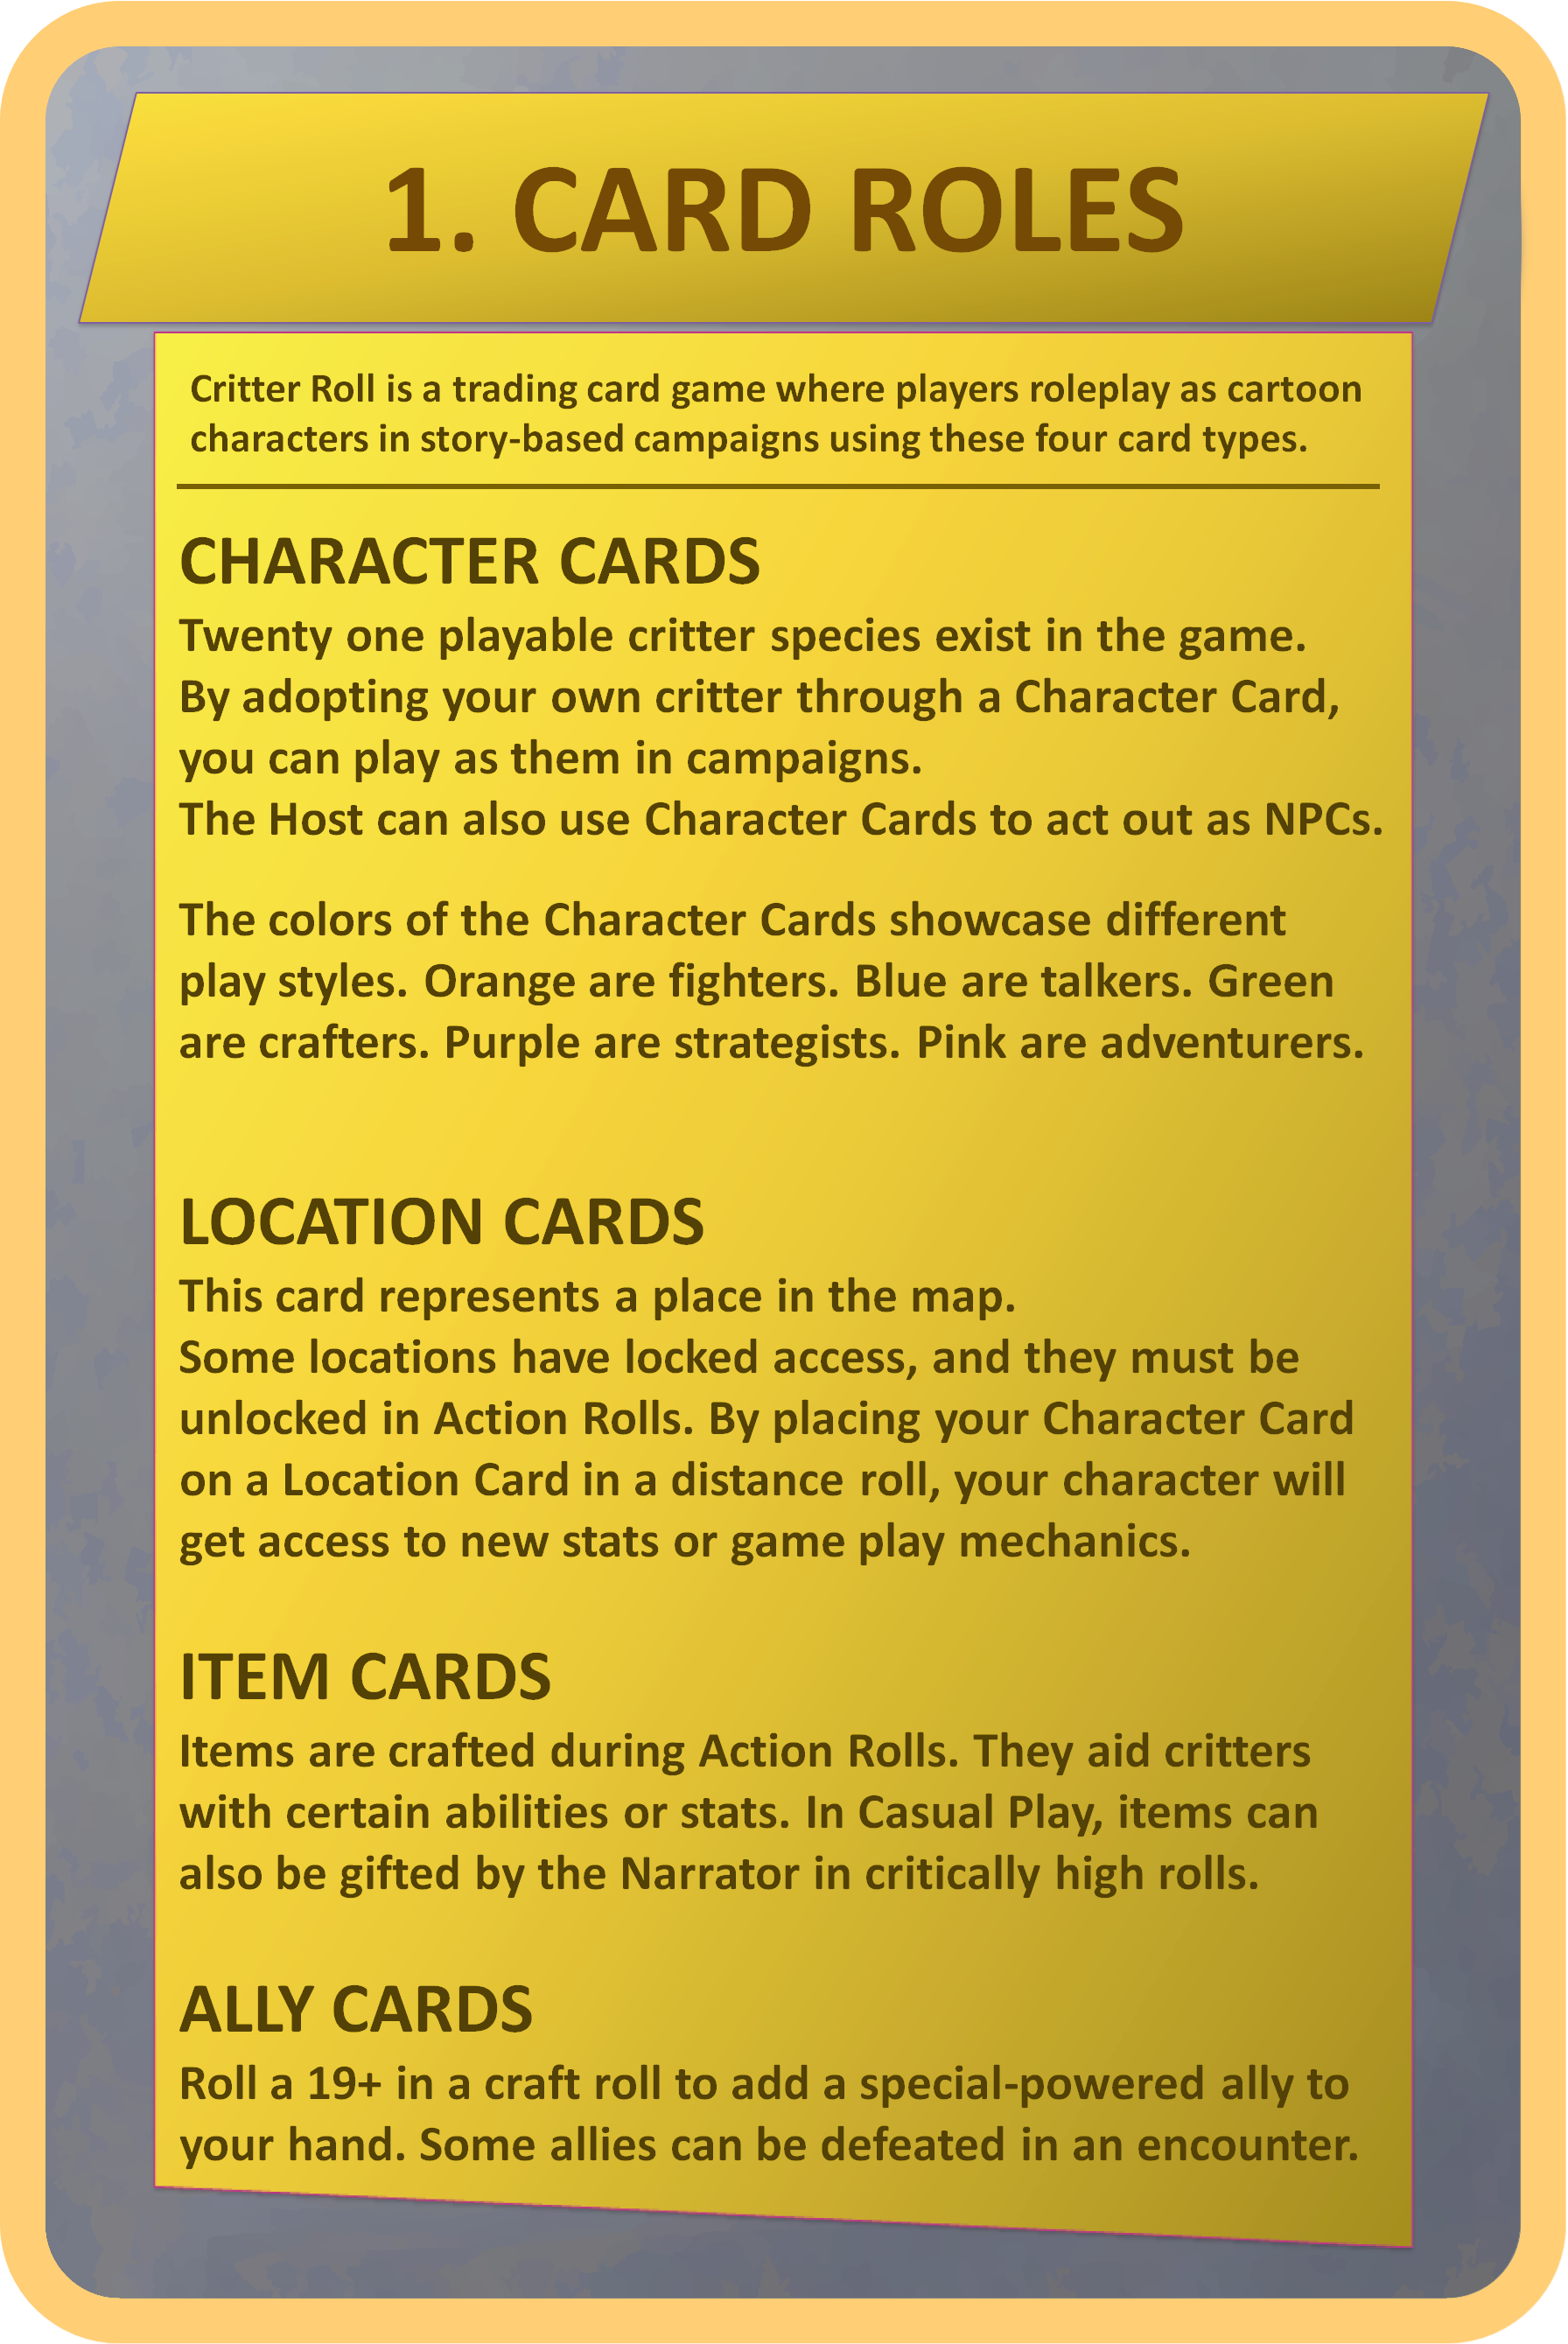 1. CARD ROLES
Critter Roll is a trading card game where players roleplay as cartoon
characters in story-based campaigns using these four card types.
CHARACTER CARDS
Twenty one playable critter species exist in the game.
By adopting your own critter through a Character Card,
you can play as them in campaigns.
The Host can also use Character Cards to act out as NPCs.
The colors of the Character Cards showcase different
play styles. Orange are fighters. Blue are talkers. Green
are crafters. Purple are strategists. Pink are adventurers.
LOCATION CARDS
This card represents a place in the map.
Some locations have locked access, and they must be
unlocked in Action Rolls. By placing your Character Card
on a Location Card in a distance roll, your character will
get access to new stats or game play mechanics.
ITEM CARDS
Items are crafted during Action Rolls. They aid critters
with certain abilities or stats. In Casual Play, items can
also be gifted by the Narrator in critically high rolls.
ALLY CARDS
Roll a 19+ in a craft roll to add a special-powered ally to
your hand. Some allies can be defeated in an encounter.